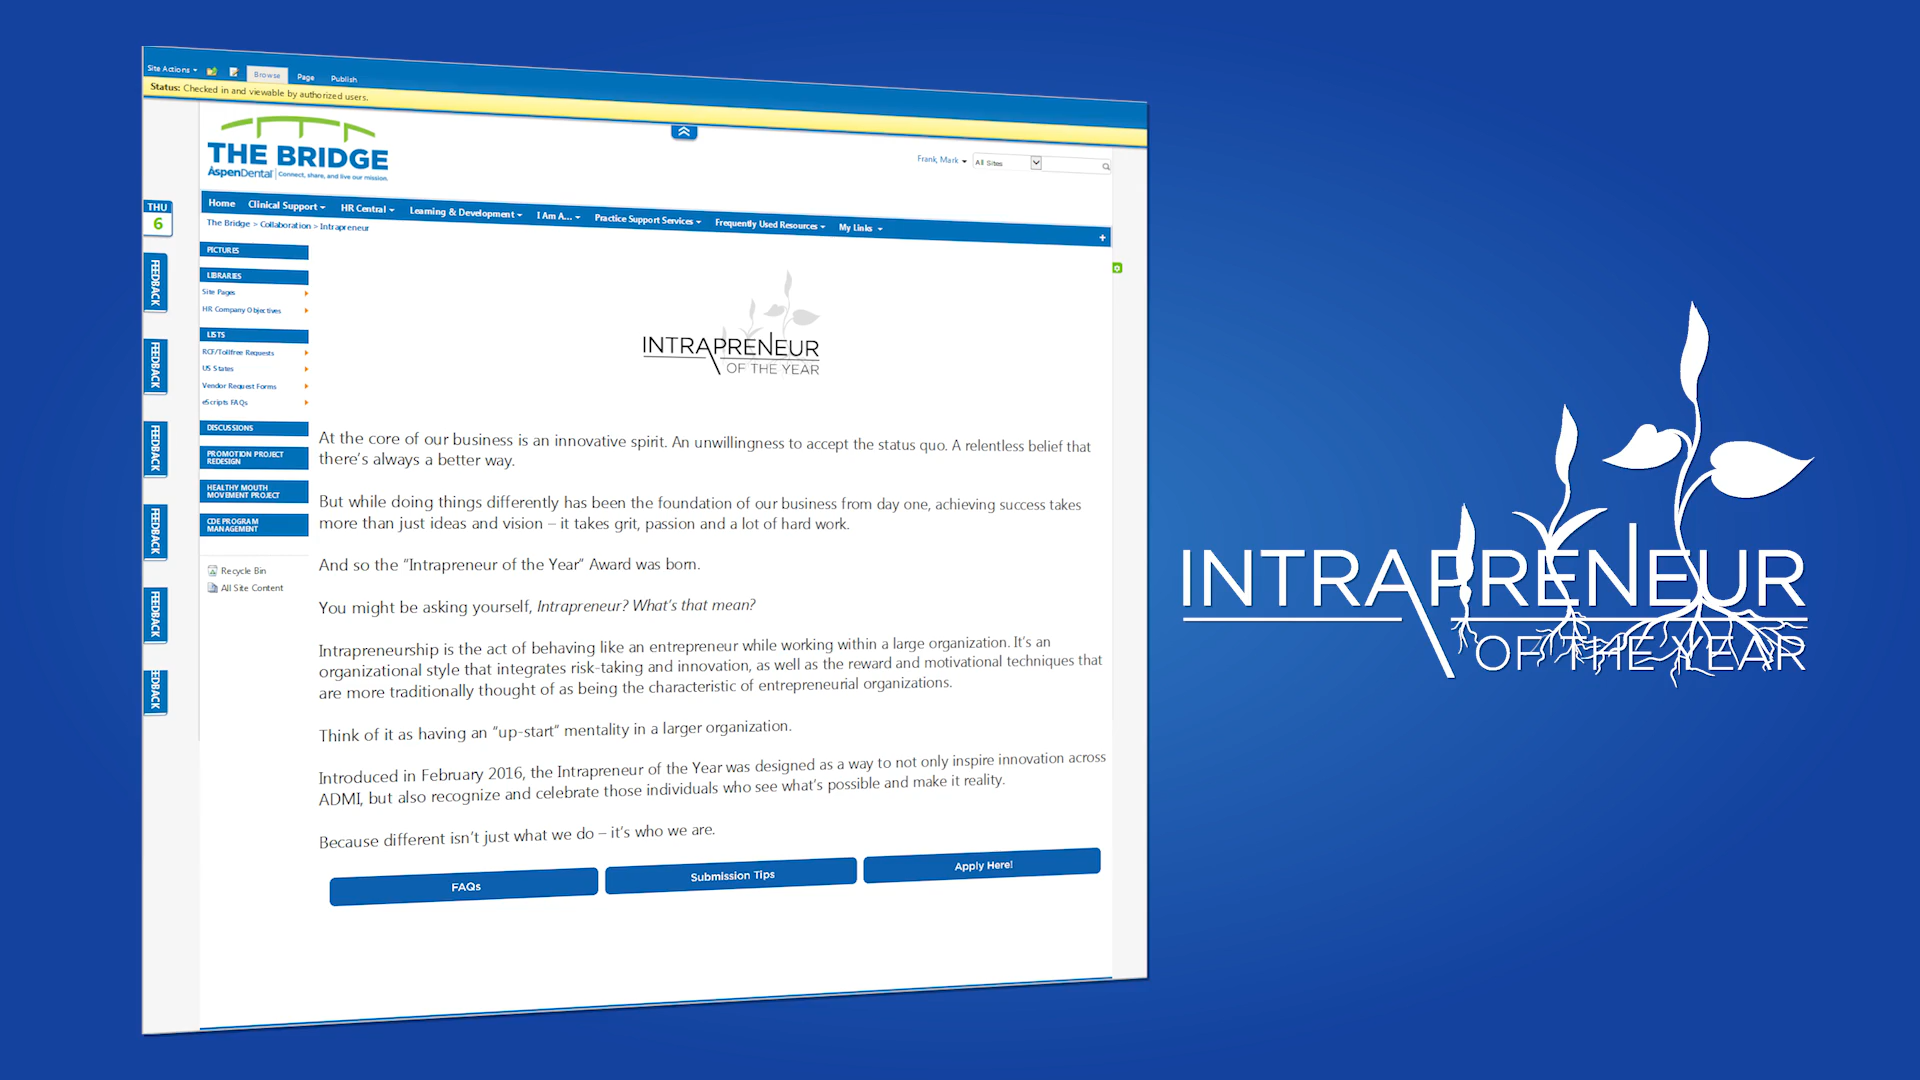 Site Actions
Browse
Page
Publish
Status: Checked in and viewable by authorized users.
THE BRIDGE
AspenDental Connect, share, and live our mission.
Frank, Mark
All Sites
THU
6
Home Clinical Support HR Central Learning & Development I Am A... Practice Support Services Frequently Used Resources My Links
The Bridge > Collaboration > Intrapreneur
FEEDBACK
FEEDBACK
FEEDBACK
FEEDBACK
FEEDBACK
EDBACK
PICTURES
LIBRARIES
Site Pages
HR Company Objectives
LISTS
RCF/Tollfree Requests
US States
Vendor Request Forms
eScripts FAQs
DISCUSSIONS
PROMOTION PROJECT
REDESIGN
HEALTHY MOUTH
MOVEMENT PROJECT
CDE PROGRAM
MANAGEMENT
Recycle Bin
All Site Content
INTRAPRENEUR
OF THE YEAR
At the core of our business is an innovative spirit. An unwillingness to accept the status quo. A relentless belief that
there's always a better way.
But while doing things differently has been the foundation of our business from day one, achieving success takes
more than just ideas and vision – it takes grit, passion and a lot of hard work.
And so the "Intrapreneur of the Year" Award was born.
You might be asking yourself, Intrapreneur? What's that mean?
Intrapreneurship is the act of behaving like an entrepreneur while working within a large organization. It's an
organizational style that integrates risk-taking and innovation, as well as the reward and motivational techniques that
are more traditionally thought of as being the characteristic of entrepreneurial organizations.
Think of it as having an "up-start" mentality in a larger organization.
Introduced in February 2016, the Intrapreneur of the Year was designed as a way to not only inspire innovation across
ADMI, but also recognize and celebrate those individuals who see what's possible and make it reality.
Because different isn't just what we do – it's who we are.
FAQs
Submission Tips
Apply Here!
INTRAPRENEUR
OF THE YEAR